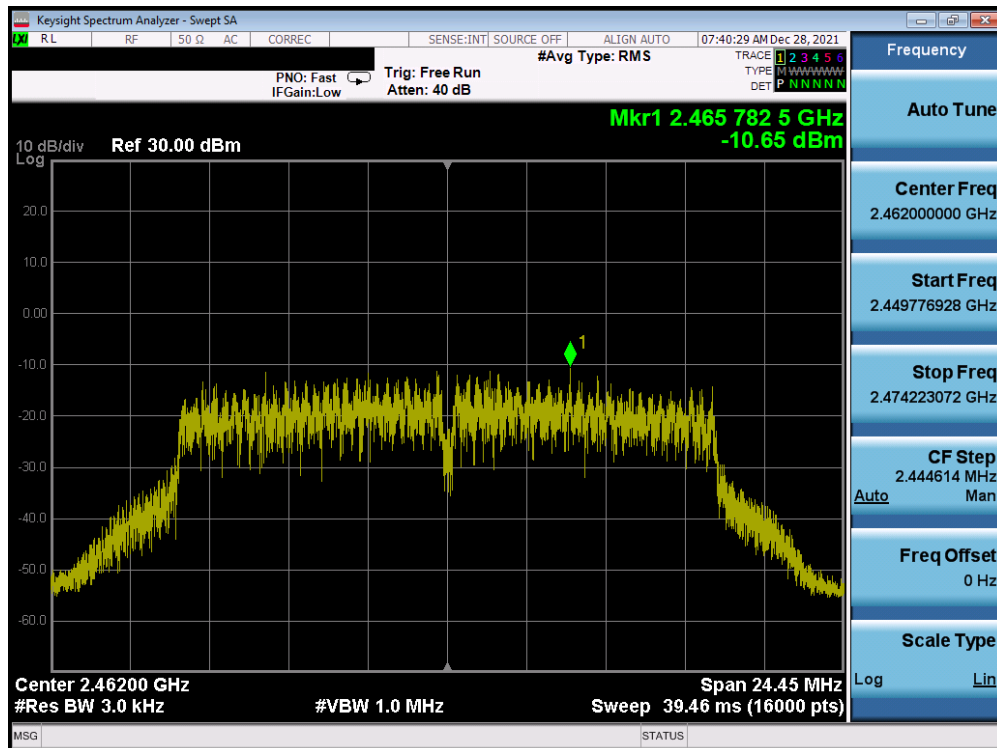 Keysight Spectrum Analyzer - Swept SA
LXI RL RF 50 Ω AC CORREC SENSE:INT SOURCE OFF ALIGN AUTO 07:40:29 AM Dec 28, 2021
PNO: Fast
IFGain:Low
Trig: Free Run
Atten: 40 dB
#Avg Type: RMS
TRACE 1 2 3 4 5 6
TYPE M W W W W W
DET P N N N N N
Mkr1 2.465 782 5 GHz
-10.65 dBm
10 dB/div Ref 30.00 dBm
Log
20.0
10.0
0.00
-10.0
-20.0
-30.0
-40.0
-50.0
-60.0
1
Center 2.46200 GHz Span 24.45 MHz
#Res BW 3.0 kHz #VBW 1.0 MHz Sweep 39.46 ms (16000 pts)
MSG STATUS
Frequency
Auto Tune
Center Freq
2.462000000 GHz
Start Freq
2.449776928 GHz
Stop Freq
2.474223072 GHz
CF Step
2.444614 MHz
Auto Man
Freq Offset
0 Hz
Scale Type
Log Lin